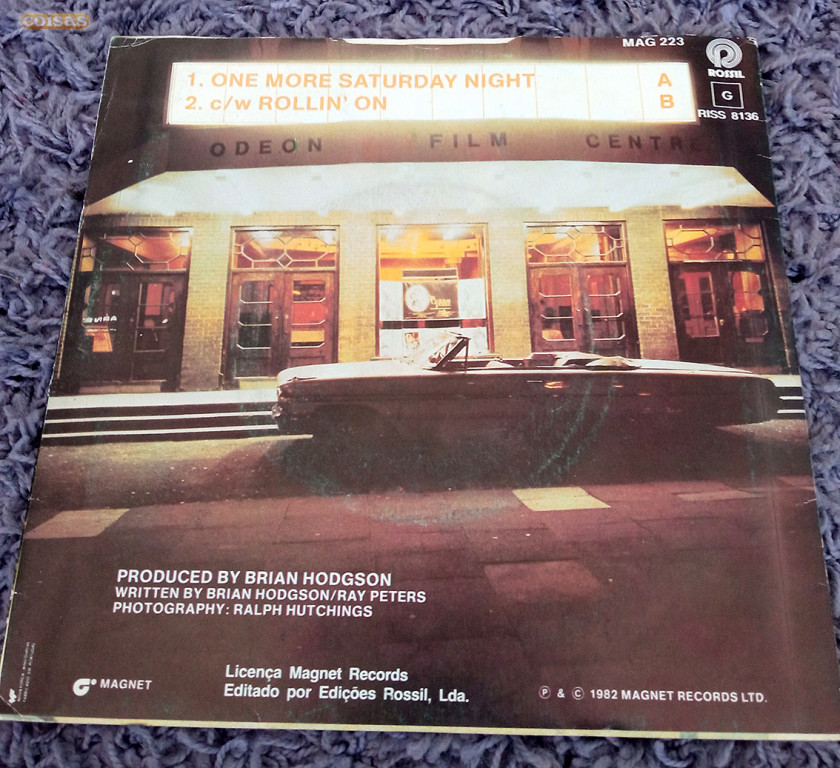 coisas
MAG 223
ROSSIL
G
RISS 8136
1. ONE MORE SATURDAY NIGHT A
2. c/w ROLLIN' ON B
ODEON FILM CENTRE
PRODUCED BY BRIAN HODGSON
WRITTEN BY BRIAN HODGSON/RAY PETERS
PHOTOGRAPHY: RALPH HUTCHINGS
MAGNET
Licença Magnet Records
Editado por Edições Rossil, Lda.
Ⓟ & © 1982 MAGNET RECORDS LTD.